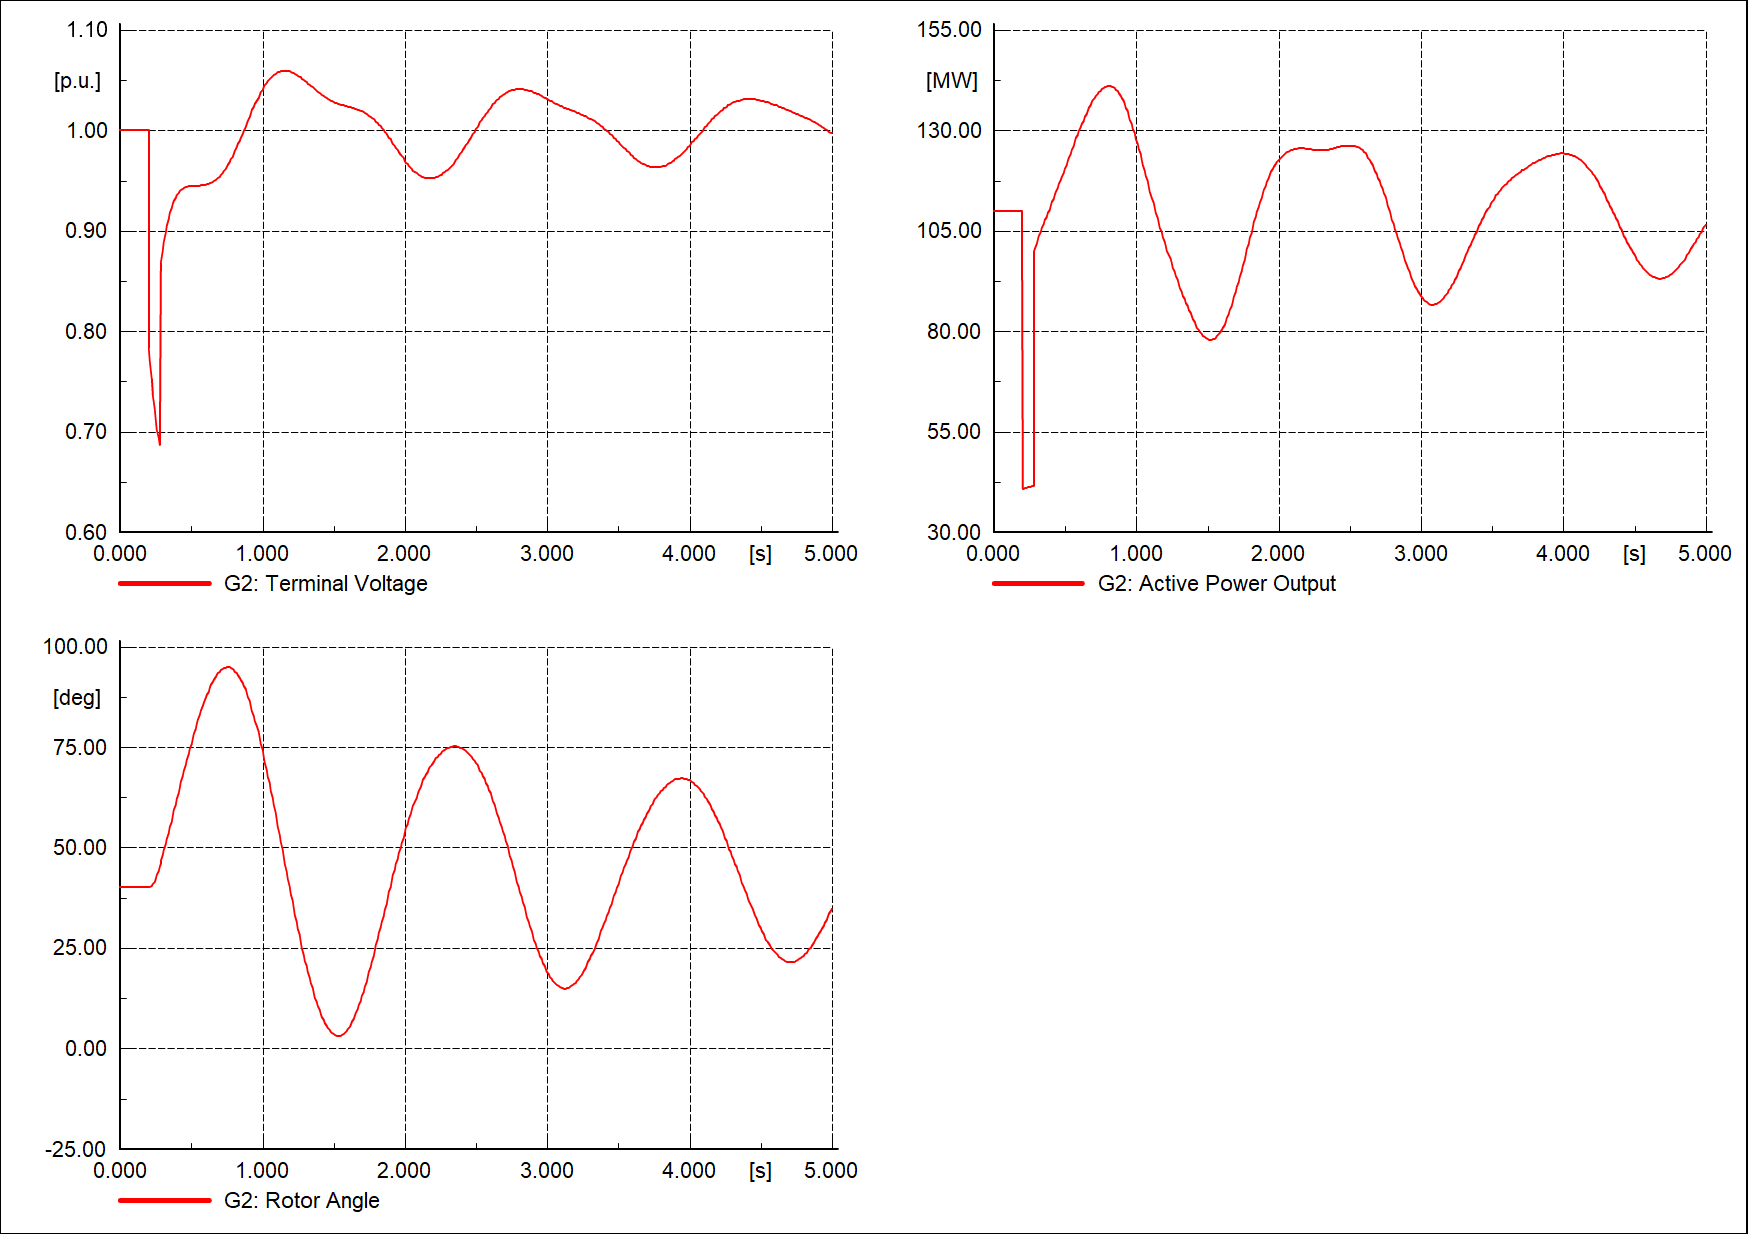 1.10
[p.u.]
1.00
0.90
0.80
0.70
0.60
0.000 1.000 2.000 3.000 4.000 [s] 5.000
G2: Terminal Voltage
155.00
[MW]
130.00
105.00
80.00
55.00
30.00
0.000 1.000 2.000 3.000 4.000 [s] 5.000
G2: Active Power Output
100.00
[deg]
75.00
50.00
25.00
0.00
-25.00
0.000 1.000 2.000 3.000 4.000 [s] 5.000
G2: Rotor Angle